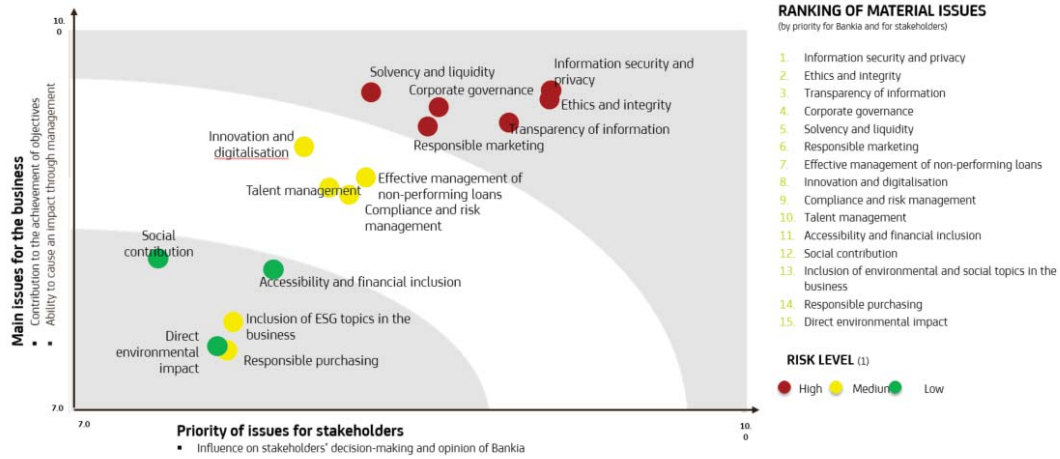 10.
0
Main issues for the business
▪ Contribution to the achievement of objectives
▪ Ability to cause an impact through management
Solvency and liquidity
Information security and
privacy
Corporate governance
Ethics and integrity
Transparency of information
Responsible marketing
Innovation and
digitalisation
Effective management of
non-performing loans
Talent management
Compliance and risk
management
Social
contribution
Accessibility and financial inclusion
Inclusion of ESG topics in the
business
Direct
environmental
impact
Responsible purchasing
7.0
7.0
10.
0
Priority of issues for stakeholders
▪ Influence on stakeholders' decision-making and opinion of Bankia
RANKING OF MATERIAL ISSUES
(by priority for Bankia and for stakeholders)
1. Information security and privacy
2. Ethics and integrity
3. Transparency of information
4. Corporate governance
5. Solvency and liquidity
6. Responsible marketing
7. Effective management of non-performing loans
8. Innovation and digitalisation
9. Compliance and risk management
10. Talent management
11. Accessibility and financial inclusion
12. Social contribution
13. Inclusion of environmental and social topics in the
business
14. Responsible purchasing
15. Direct environmental impact
RISK LEVEL (1)
High Medium Low